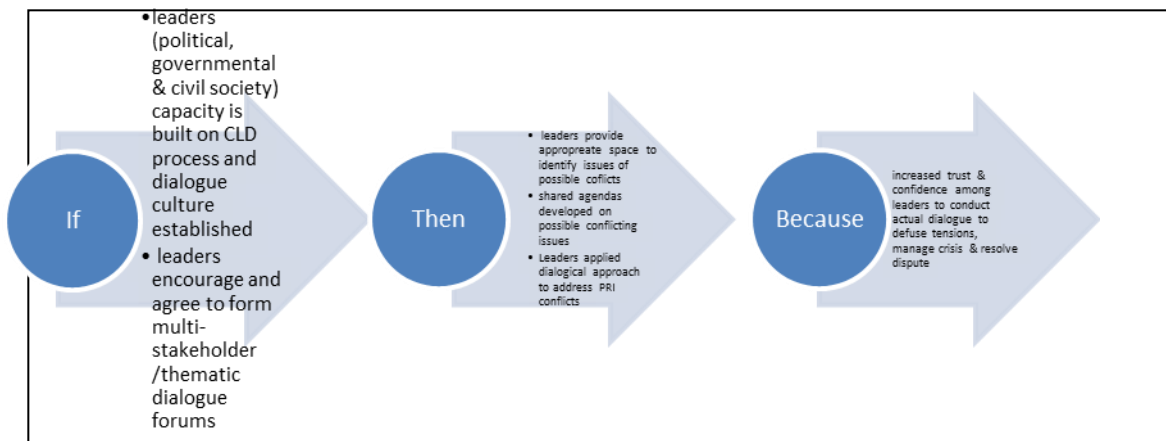 If
•leaders
(political,
governmental
& civil society)
capacity is
built on CLD
process and
dialogue
culture
established
• leaders
encourage and
agree to form
multi-
stakeholder
/thematic
dialogue
forums
Then
• leaders provide
appropreate space to
identify issues of
possible coflicts
• shared agendas
developed on
possible conflicting
issues
• Leaders applied
dialogical approach
to address PRI
conflicts
Because
increased trust &
confidence among
leaders to conduct
actual dialogue to
defuse tensions,
manage crisis & resolve
dispute